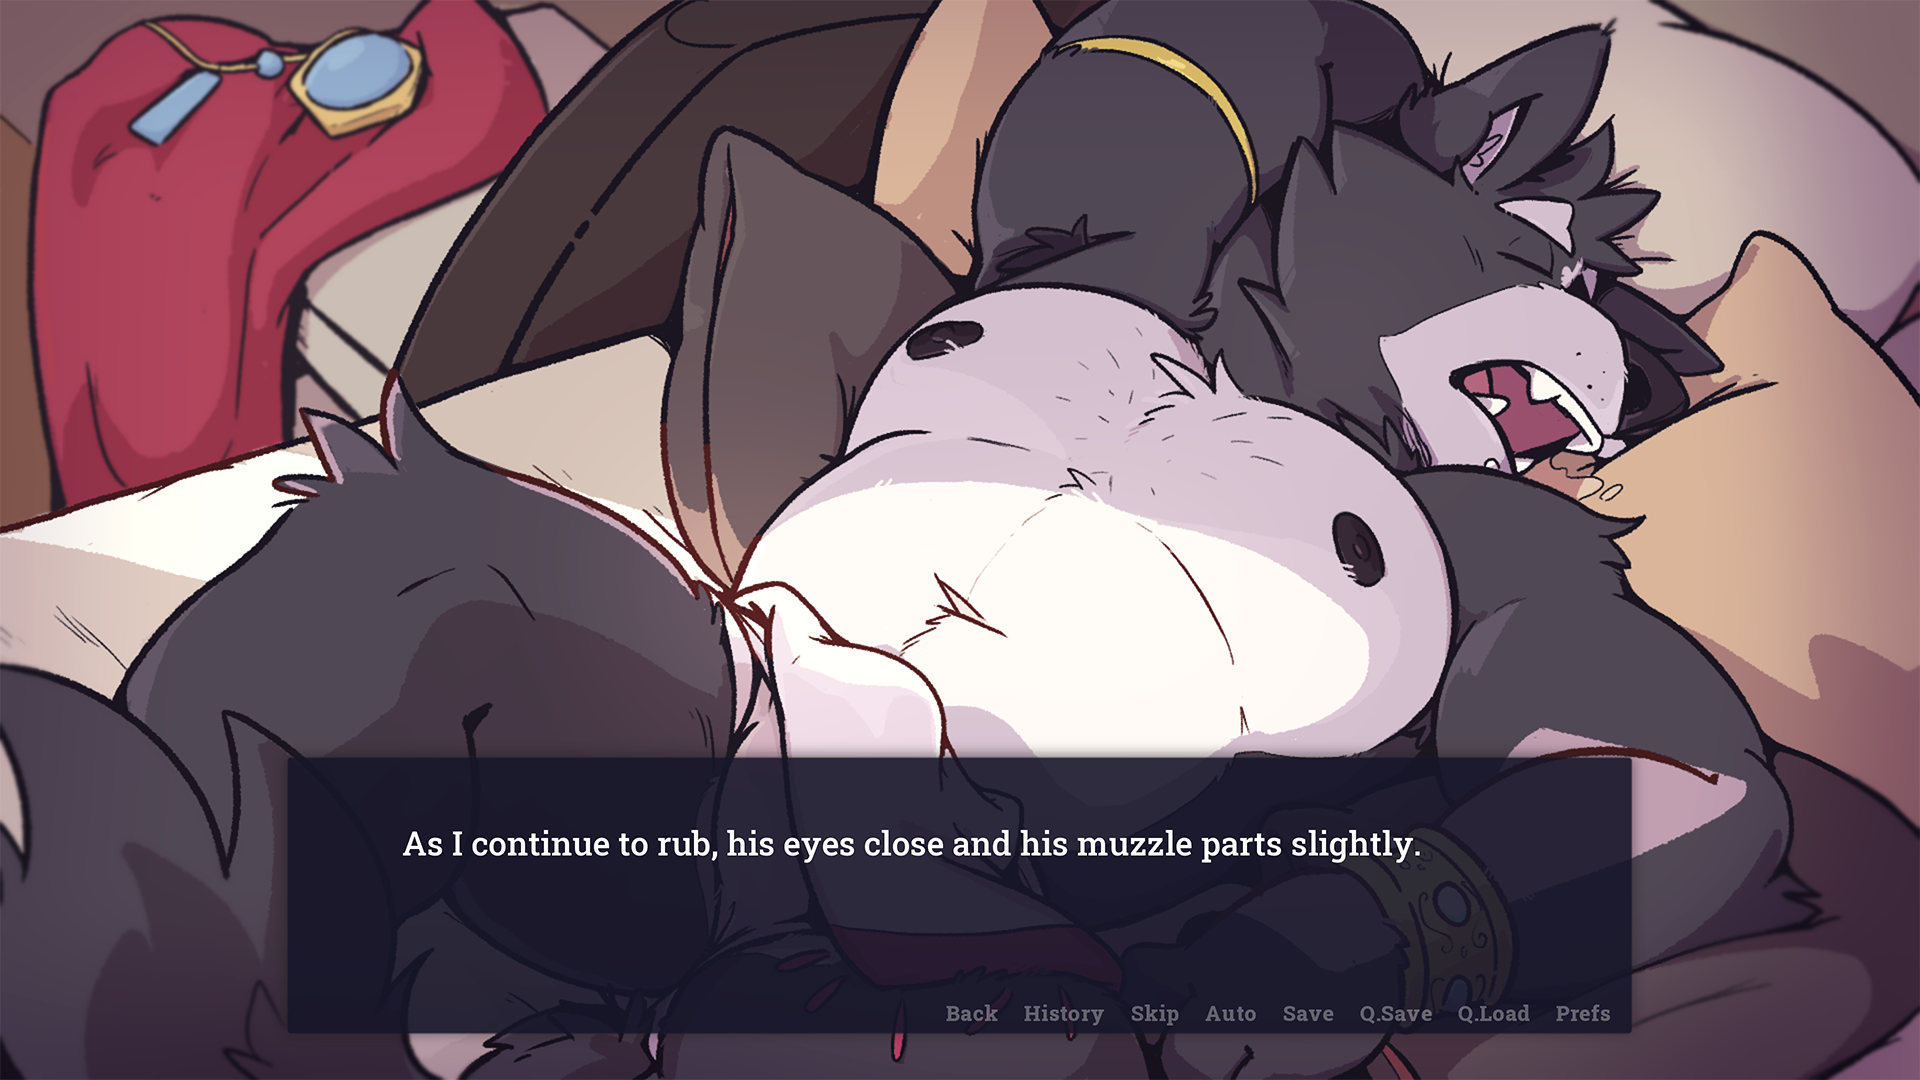 As I continue to rub, his eyes close and his muzzle parts slightly.
Back History Skip Auto Save Q.Save Q.Load Prefs